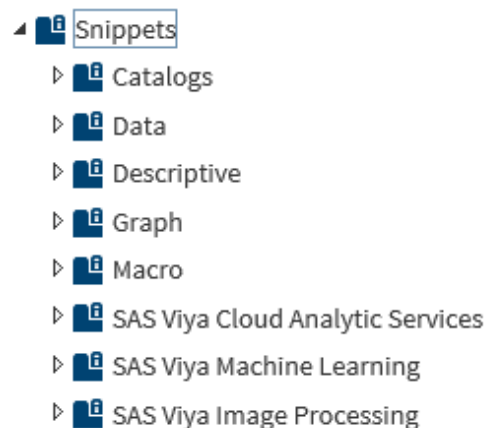 Snippets
Catalogs
Data
Descriptive
Graph
Macro
SAS Viya Cloud Analytic Services
SAS Viya Machine Learning
SAS Viya Image Processing